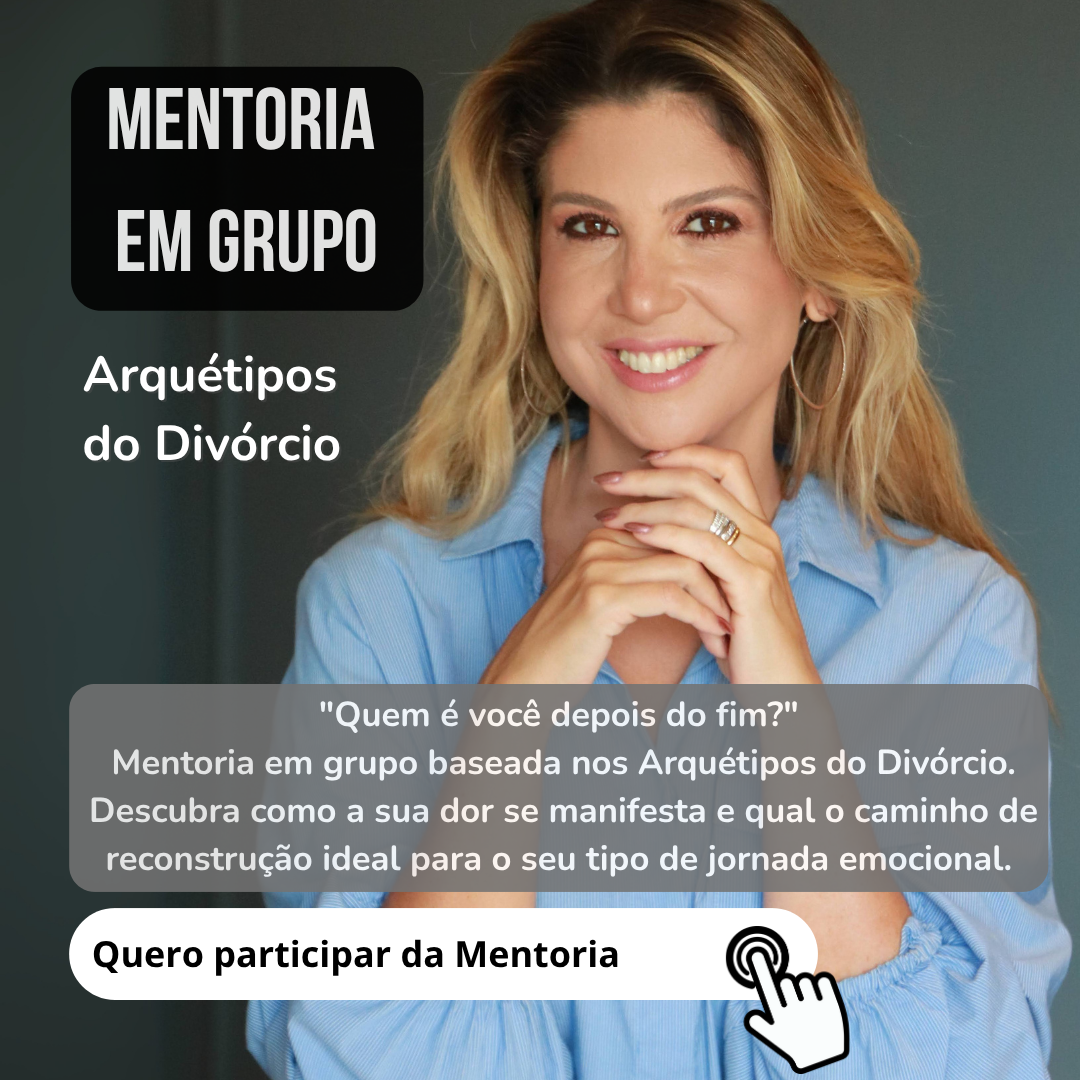 MENTORIA
EM GRUPO
Arquétipos
do Divórcio
"Quem é você depois do fim?"
Mentoria em grupo baseada nos Arquétipos do Divórcio.
Descubra como a sua dor se manifesta e qual o caminho de
reconstrução ideal para o seu tipo de jornada emocional.
Quero participar da Mentoria